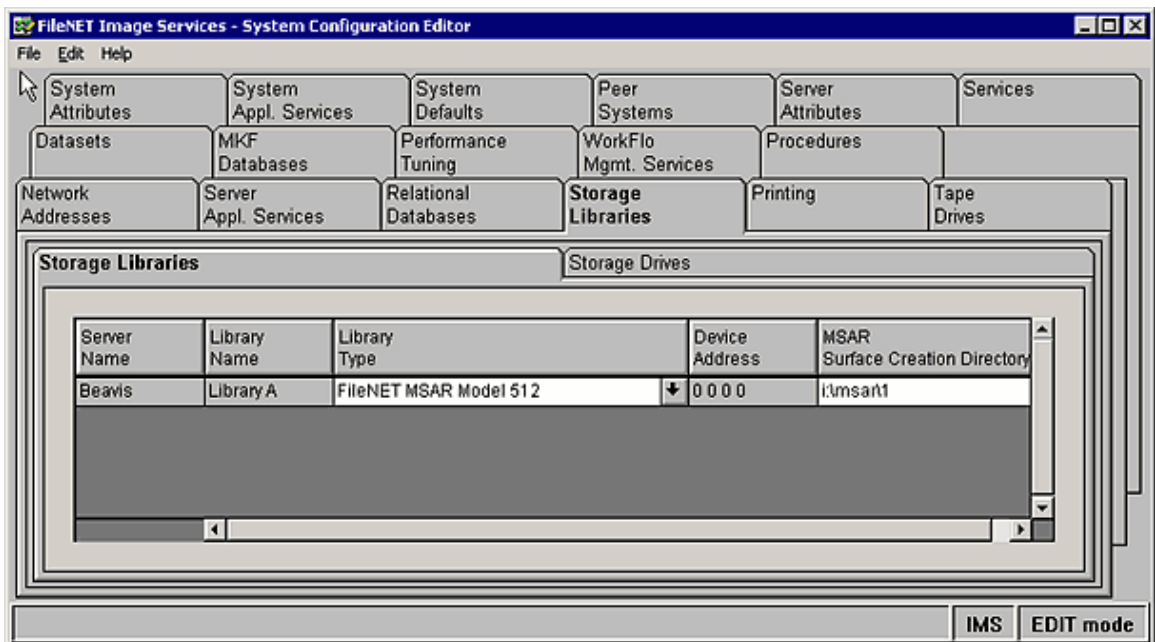 FileNET Image Services - System Configuration Editor
File Edit Help
System Attributes
System Appl. Services
System Defaults
Peer Systems
Server Attributes
Services
Datasets
MKF Databases
Performance Tuning
WorkFlo Mgmt. Services
Procedures
Network Addresses
Server Appl. Services
Relational Databases
Storage Libraries
Printing
Tape Drives
Storage Libraries
Storage Drives
Server Name
Library Name
Library Type
Device Address
MSAR Surface Creation Directory
Beavis
Library A
FileNET MSAR Model 512
0 0 0 0
i:\msar\1
IMS
EDIT mode